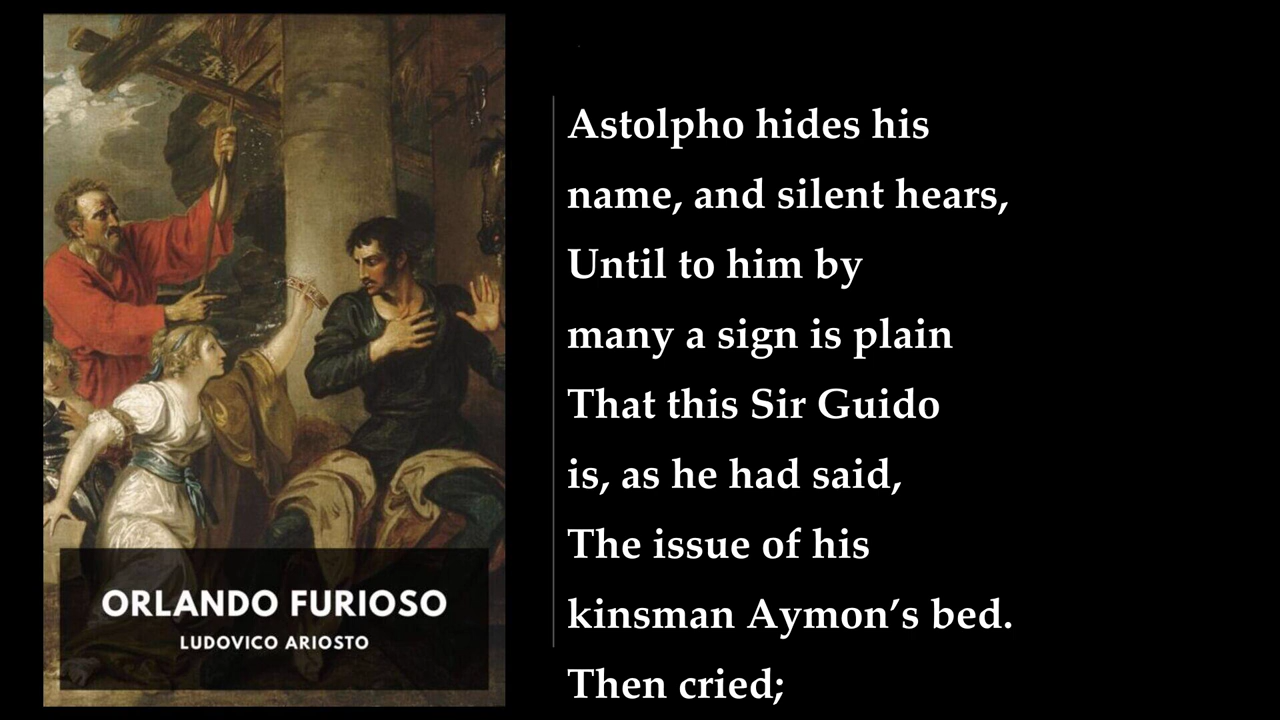 ORLANDO FURIOSO
LUDOVICO ARIOSTO
Astolpho hides his
name, and silent hears,
Until to him by
many a sign is plain
That this Sir Guido
is, as he had said,
The issue of his
kinsman Aymon’s bed.
Then cried;